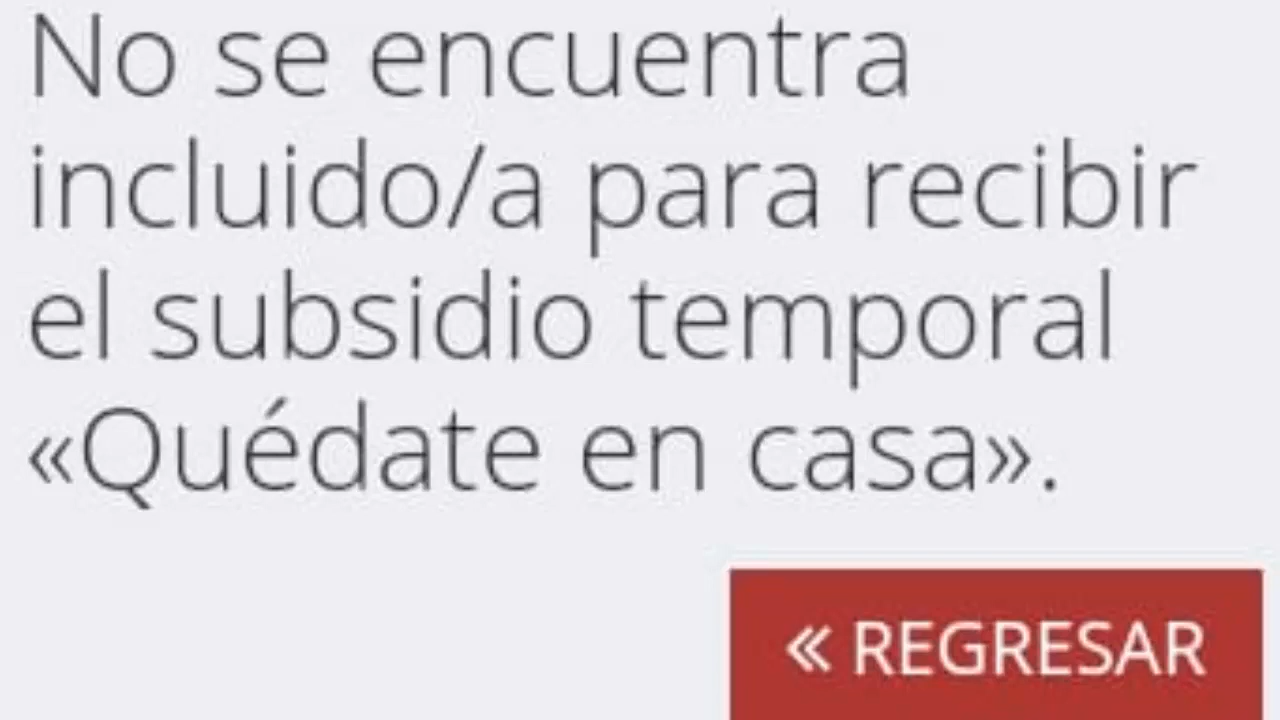 No se encuentra
incluido/a para recibir
el subsidio temporal
«Quédate en casa».
« REGRESAR